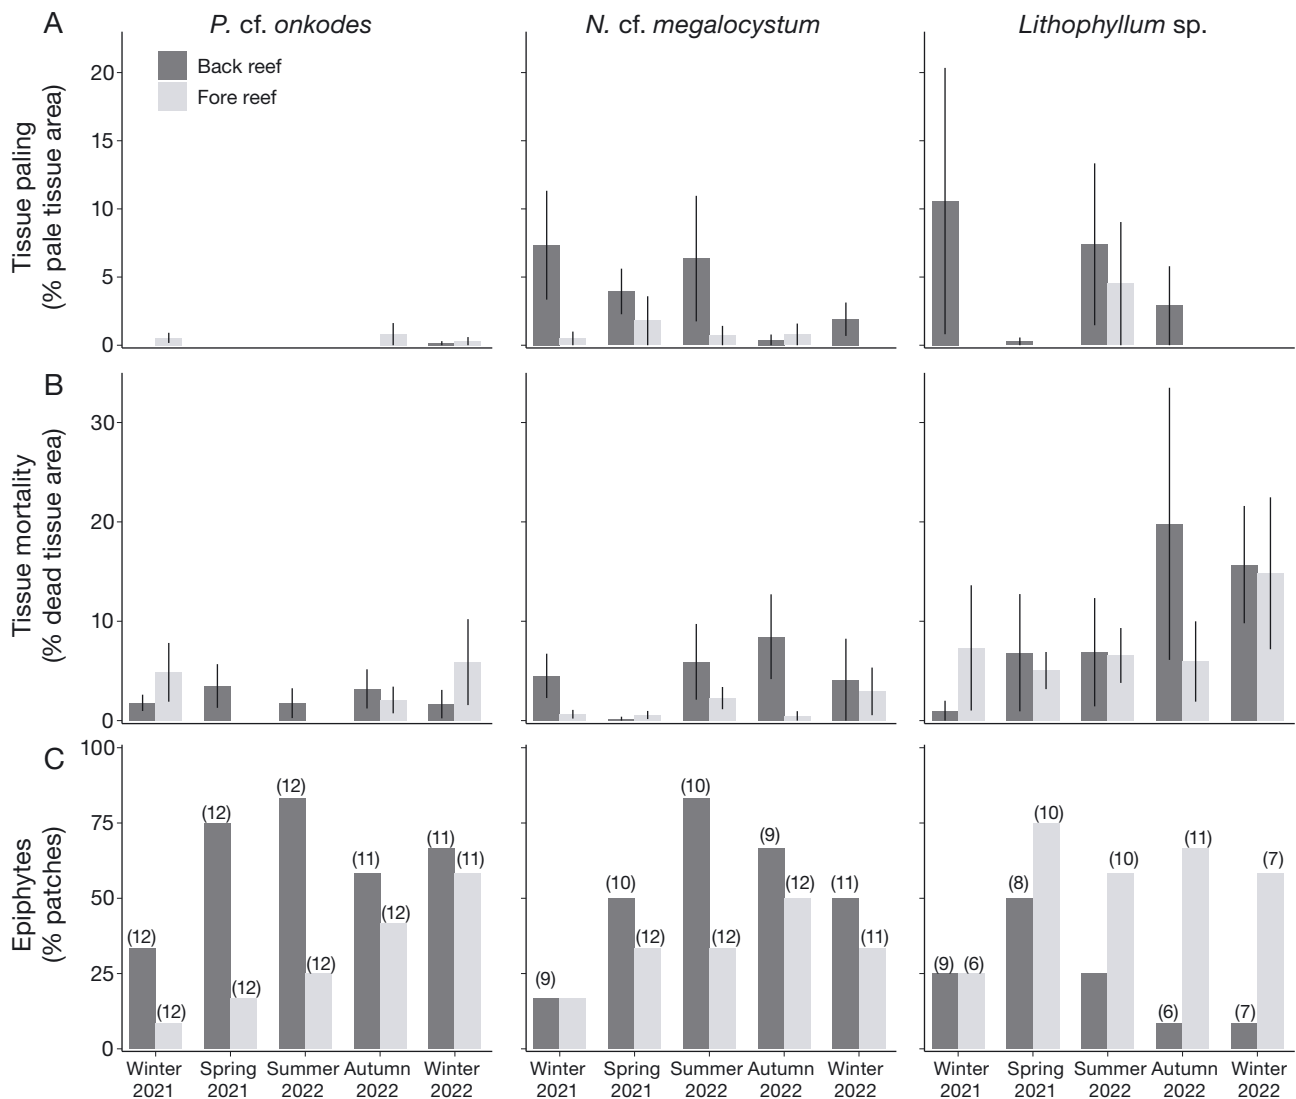 A
P. cf. onkodes
N. cf. megalocystum
Lithophyllum sp.
Back reef
Fore reef
Tissue paling
(% pale tissue area)
20
15
10
5
0
B
Tissue mortality
(% dead tissue area)
30
20
10
0
C
Epiphytes
(% patches)
100
75
50
25
0
(12) (12) (12) (12) (12) (12) (11) (12) (11) (11)
(9) (10) (12) (10) (12) (9) (12) (11) (11)
(9) (6) (8) (10) (10) (6) (11) (7) (7)
Winter Spring Summer Autumn Winter Winter Spring Summer Autumn Winter Winter Spring Summer Autumn Winter
2021 2021 2022 2022 2022 2021 2021 2022 2022 2022 2021 2021 2022 2022 2022